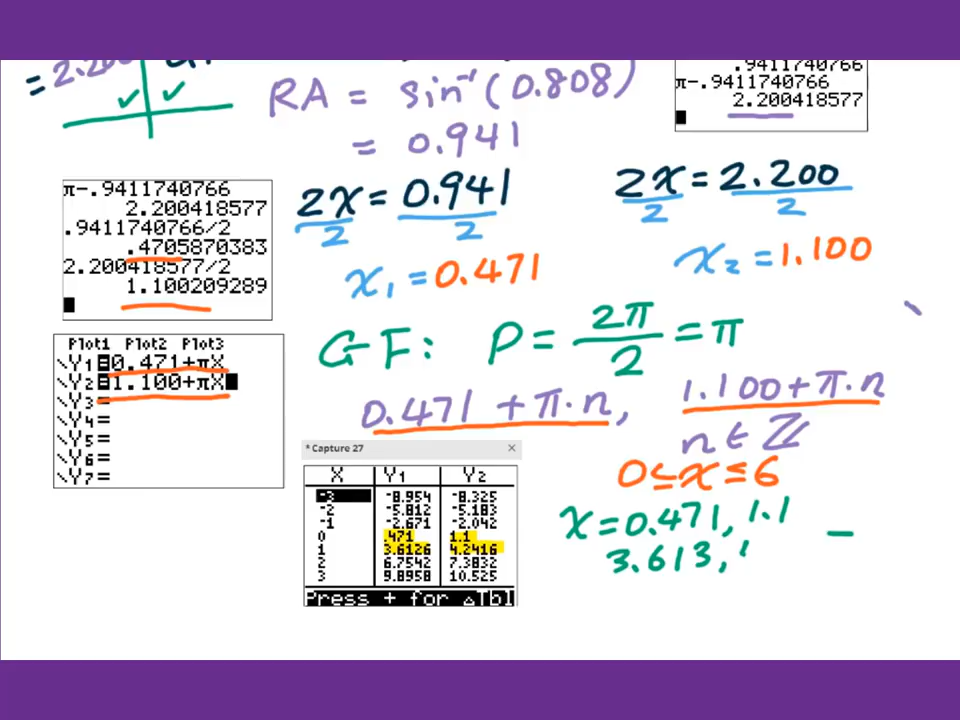 = 2.200
✓ ✓
RA = sin⁻¹(0.808)
= 0.941
.9411740766
π-.9411740766
2.200418577
π-.9411740766
2.200418577
.9411740766/2
.4705870383
2.200418577/2
1.100209289
2x = 0.941
2 2
x₁ = 0.471
2x = 2.200
2 2
x₂ = 1.100
GF: P = 2π/2 = π
Plot1 Plot2 Plot3
\Y1=0.471+πX
\Y2=1.100+πX
\Y3=
\Y4=
\Y5=
\Y6=
\Y7=
0.471 + π·n, 1.100 + π·n
n ∈ ℤ
0 ≤ x ≤ 6
* Capture 27 ×
X Y1 Y2
-3 -8.954 -8.325
-2 -5.812 -5.183
-1 -2.671 -2.042
0 .471 1.1
1 3.6126 4.2416
2 6.7542 7.3832
3 9.8958 10.525
Press + for △Tbl
x = 0.471, 1.1
3.613,